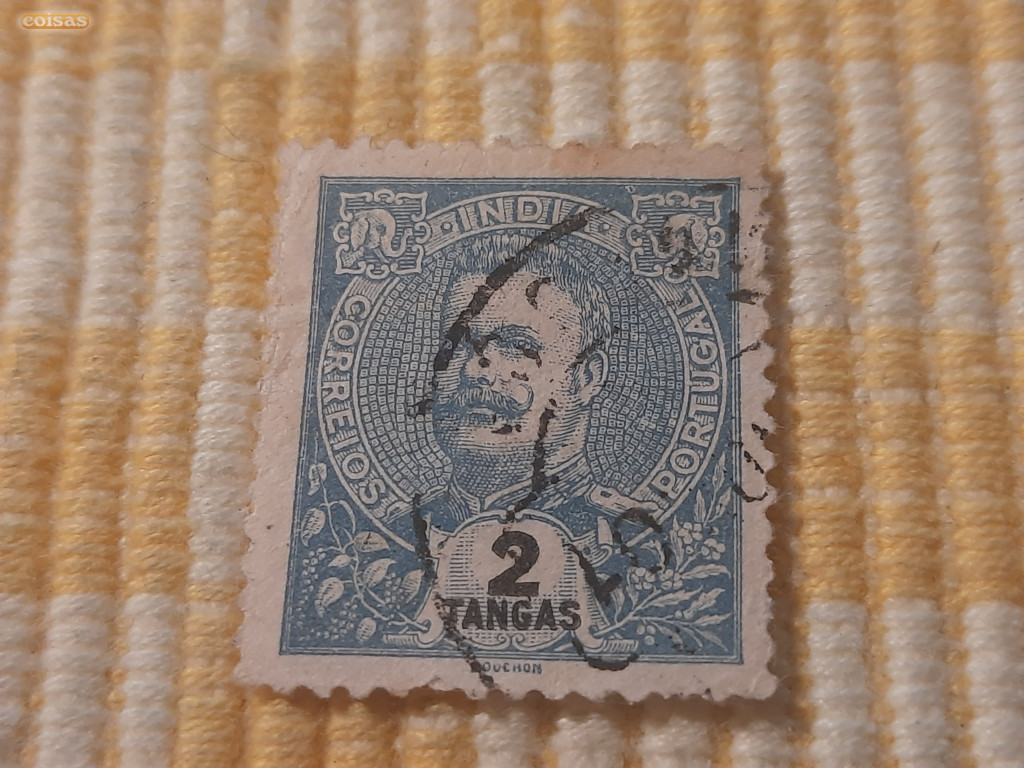 coisas
INDIA
CORREIOS
PORTUGAL
2
TANGAS
MOUCHON